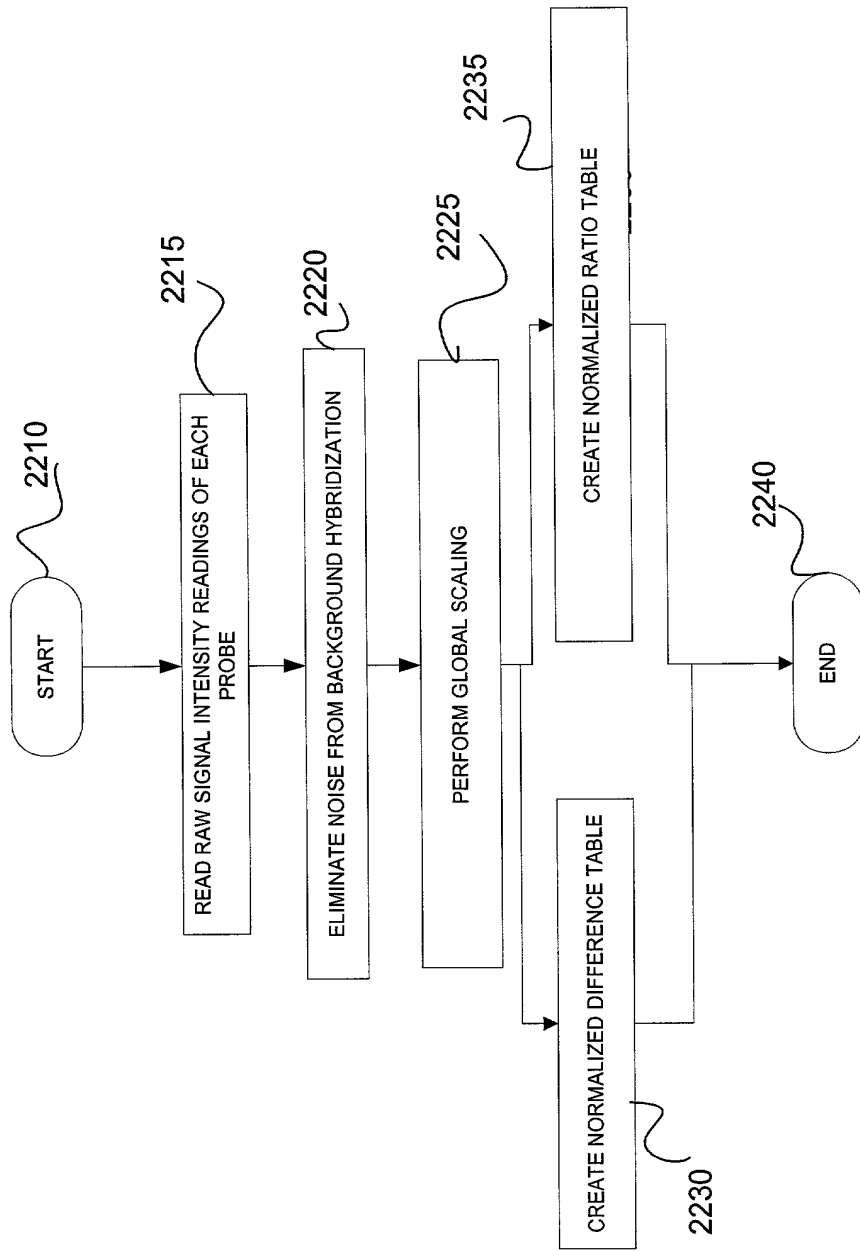 START
2210
READ RAW SIGNAL INTENSITY READINGS OF EACH
PROBE
2215
ELIMINATE NOISE FROM BACKGROUND HYBRIDIZATION
2220
PERFORM GLOBAL SCALING
2225
CREATE NORMALIZED DIFFERENCE TABLE
2230
CREATE NORMALIZED RATIO TABLE
2235
END
2240